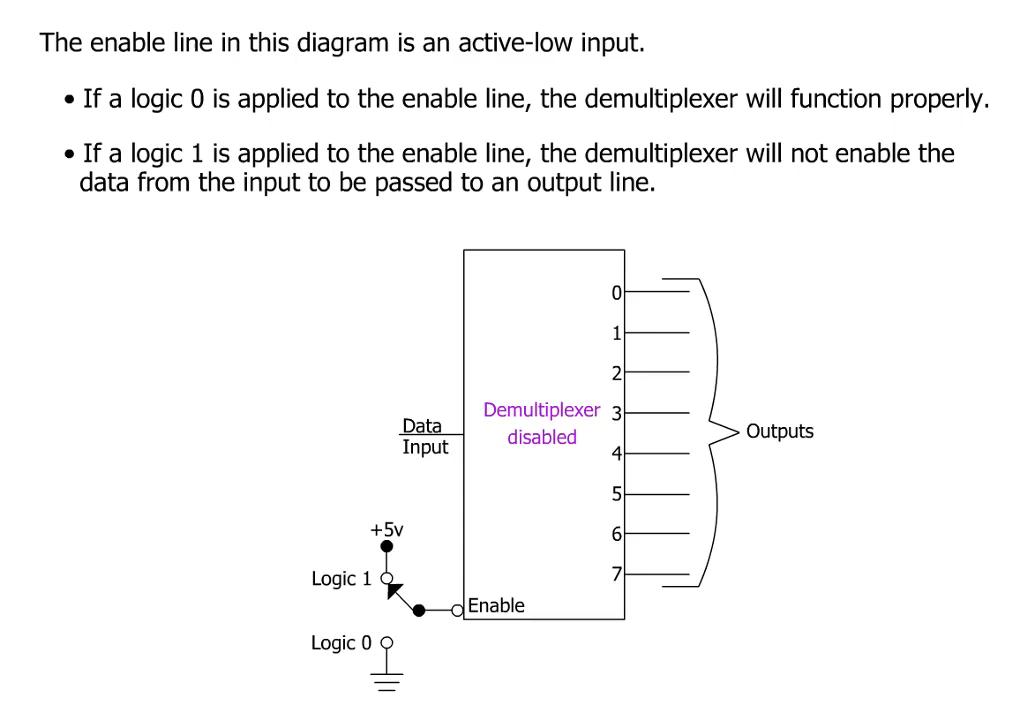 The enable line in this diagram is an active-low input.
• If a logic 0 is applied to the enable line, the demultiplexer will function properly.
• If a logic 1 is applied to the enable line, the demultiplexer will not enable the
data from the input to be passed to an output line.
0
1
2
Demultiplexer 3
disabled
Data
Input
4
Outputs
5
6
7
+5v
Logic 1
Enable
Logic 0